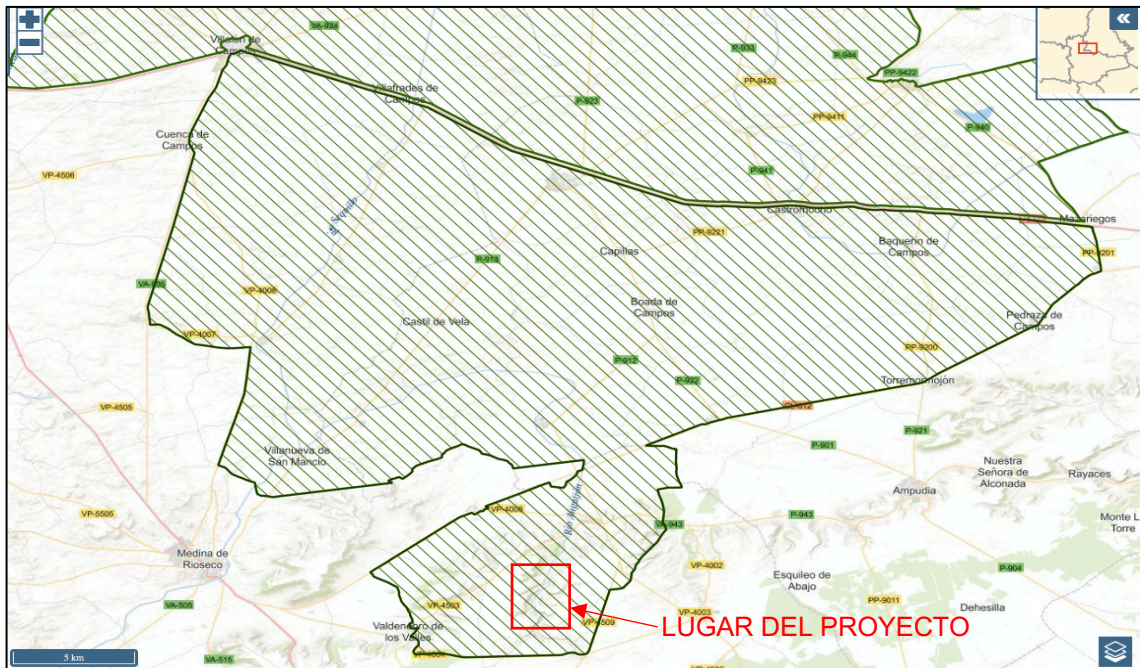 VA-924
Villalón de
Campos
P-933
P-944
PP-9422
PP-9423
Villafrades de
Campos
P-923
PP-9411
P-940
Cuenca de
Campos
P-941
VP-4506
Castromocho
Mazariegos
PP-9221
Baquerín de
Campos
Capillas
PP-9201
P-918
VA-905
VP-4008
Boada de
Campos
Castil de Vela
Pedraza de
Campos
VP-4007
PP-9200
P-912
P-922
Torremormojón
VP-4505
CL-612
P-921
P-901
Villanueva de
San Mancio
Nuestra
Señora de
Alconada
Rayaces
Ampudia
VP-4006
VP-5505
P-943
VA-943
Monte L
Torre
Medina de
Rioseco
VP-4002
P-904
Esquileo de
Abajo
VA-505
PP-9011
Dehesilla
VP-4003
Valdenebro de
los Valles
VP-4509
LUGAR DEL PROYECTO
VP-4004
VA-515
5 km